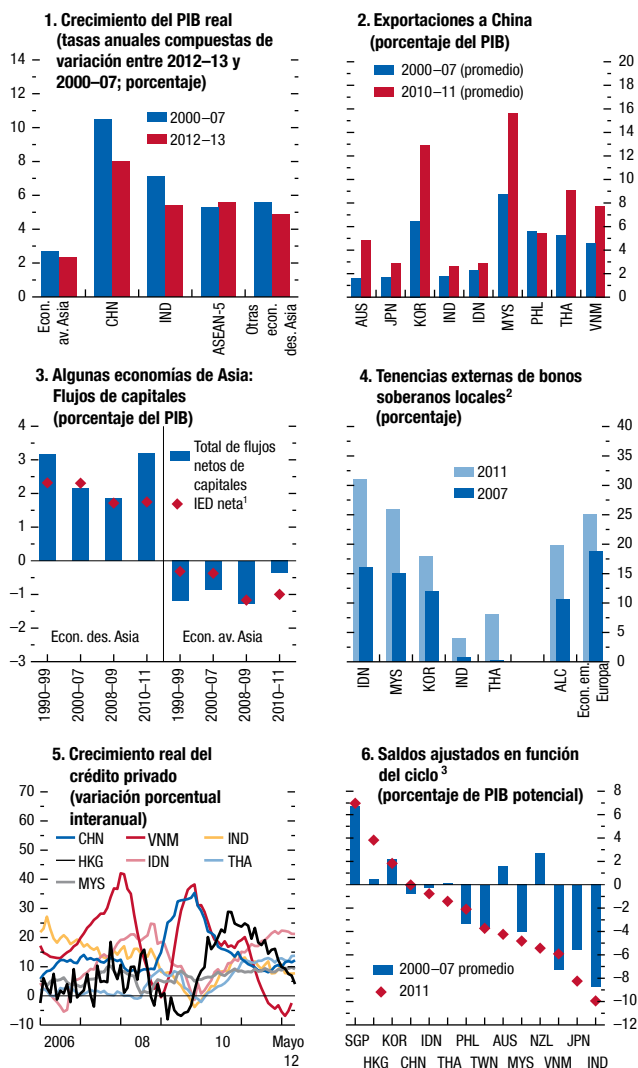 1. Crecimiento del PIB real
(tasas anuales compuestas de
variación entre 2012–13 y
2000–07; porcentaje)
14
12
10
8
6
4
2
0
2000–07
2012–13
Econ.
av. Asia
CHN
IND
ASEAN-5
Otras
econ.
des. Asia
2. Exportaciones a China
(porcentaje del PIB)
2000–07 (promedio)
2010–11 (promedio)
20
18
16
14
12
10
8
6
4
2
0
AUS
JPN
KOR
IND
IDN
MYS
PHL
THA
VNM
3. Algunas economías de Asia:
Flujos de capitales
(porcentaje del PIB)
4
3
2
1
0
–1
–2
–3
Total de flujos
netos de
capitales
IED neta1
Econ. des. Asia
Econ. av. Asia
1990–99
2000–07
2008–09
2010–11
1990–99
2000–07
2008–09
2010–11
4. Tenencias externas de bonos
soberanos locales2
(porcentaje)
40
35
30
25
20
15
10
5
0
2011
2007
IDN
MYS
KOR
IND
THA
ALC
Econ. em.
Europa
5. Crecimiento real del
crédito privado
(variación porcentual
interanual)
70
60
50
40
30
20
10
0
–10
CHN
VNM
IND
HKG
IDN
THA
MYS
2006
08
10
Mayo
12
6. Saldos ajustados en función
del ciclo3
(porcentaje de PIB potencial)
8
6
4
2
0
–2
–4
–6
–8
–10
–12
2000–07 promedio
2011
SGP
KOR
IDN
PHL
AUS
NZL
JPN
HKG
CHN
THA
TWN
MYS
VNM
IND